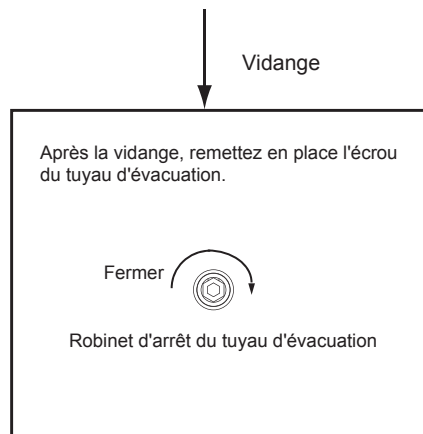 Vidange
Après la vidange, remettez en place l'écrou
du tuyau d'évacuation.
Fermer
Robinet d'arrêt du tuyau d'évacuation